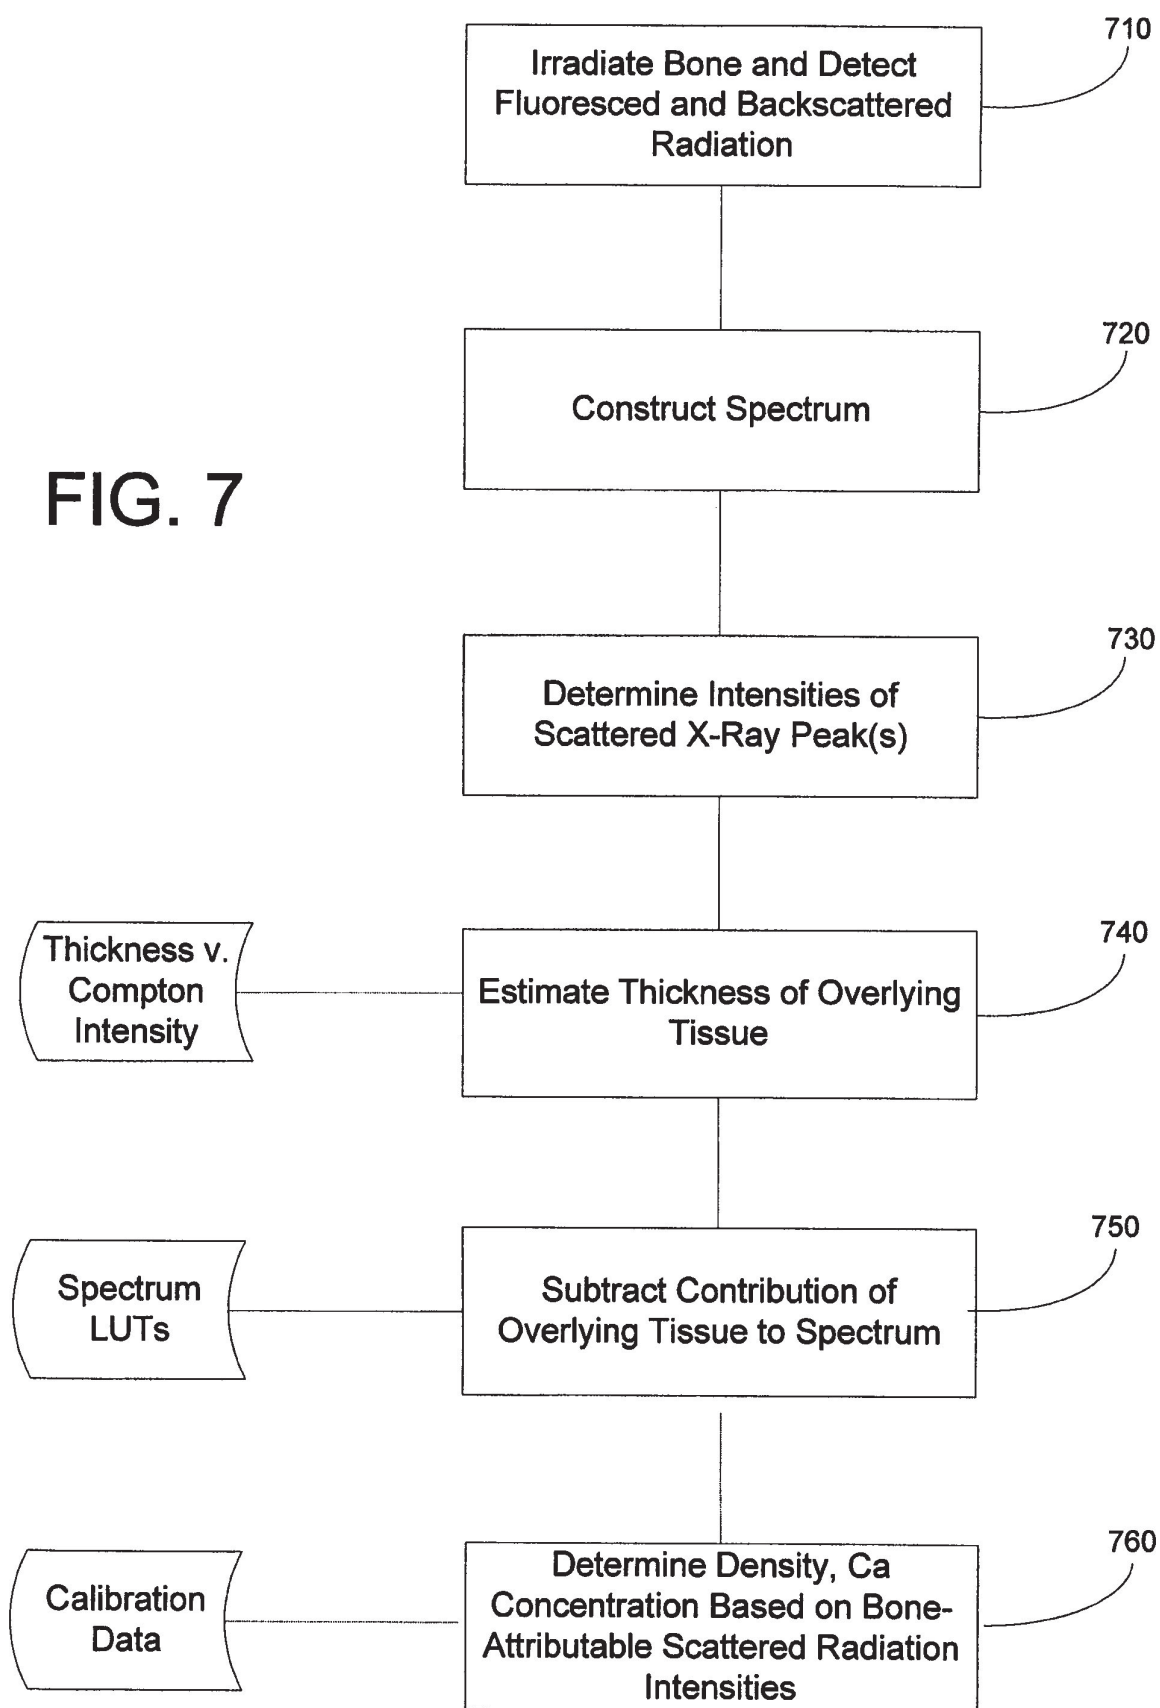 710
Irradiate Bone and Detect
Fluoresced and Backscattered
Radiation
720
Construct Spectrum
FIG. 7
730
Determine Intensities of
Scattered X-Ray Peak(s)
Thickness v.
Compton
Intensity
740
Estimate Thickness of Overlying
Tissue
750
Spectrum
LUTs
Subtract Contribution of
Overlying Tissue to Spectrum
760
Calibration
Data
Determine Density, Ca
Concentration Based on Bone-
Attributable Scattered Radiation
Intensities